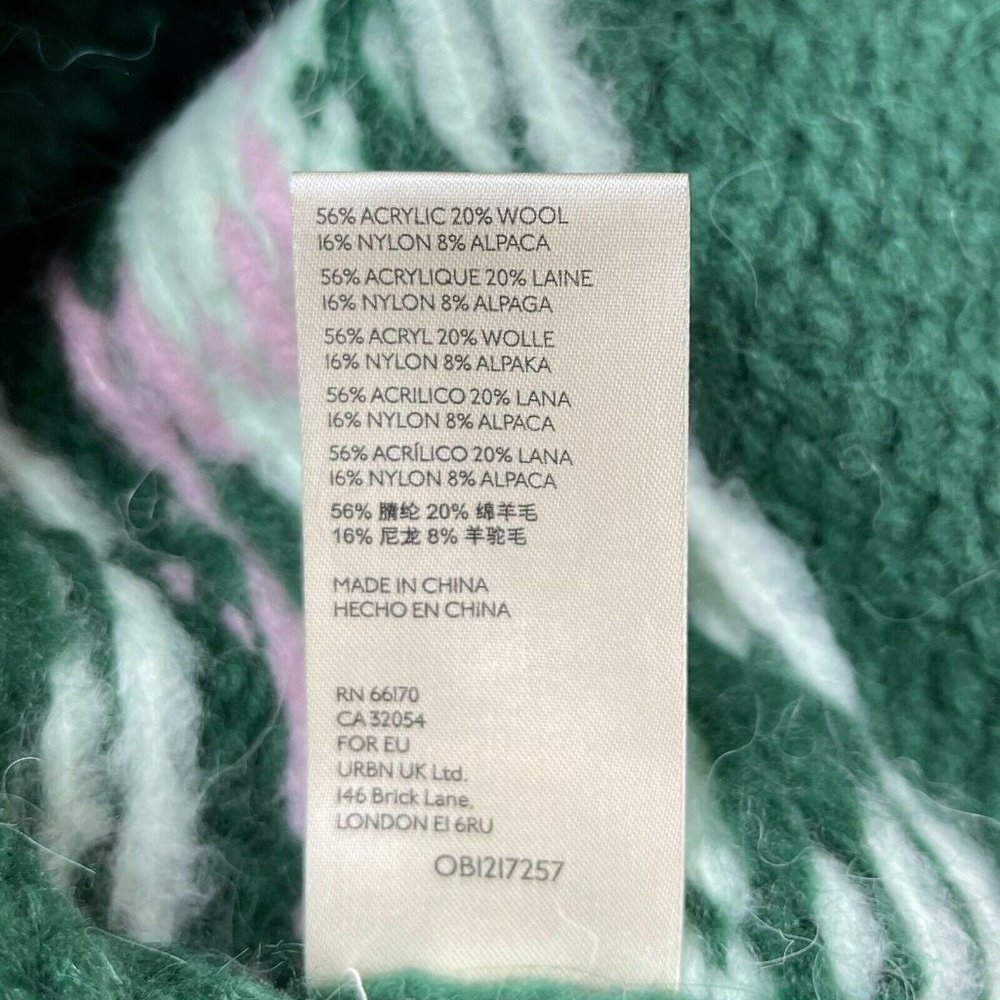 56% ACRYLIC 20% WOOL
16% NYLON 8% ALPACA
56% ACRYLIQUE 20% LAINE
16% NYLON 8% ALPAGA
56% ACRYL 20% WOLLE
16% NYLON 8% ALPAKA
56% ACRILICO 20% LANA
16% NYLON 8% ALPACA
56% ACRÍLICO 20% LANA
16% NYLON 8% ALPACA
56% 腈纶 20% 绵羊毛
16% 尼龙 8% 羊驼毛
MADE IN CHINA
HECHO EN CHINA
RN 66170
CA 32054
FOR EU
URBN UK Ltd.
146 Brick Lane,
LONDON E1 6RU
OB1217257